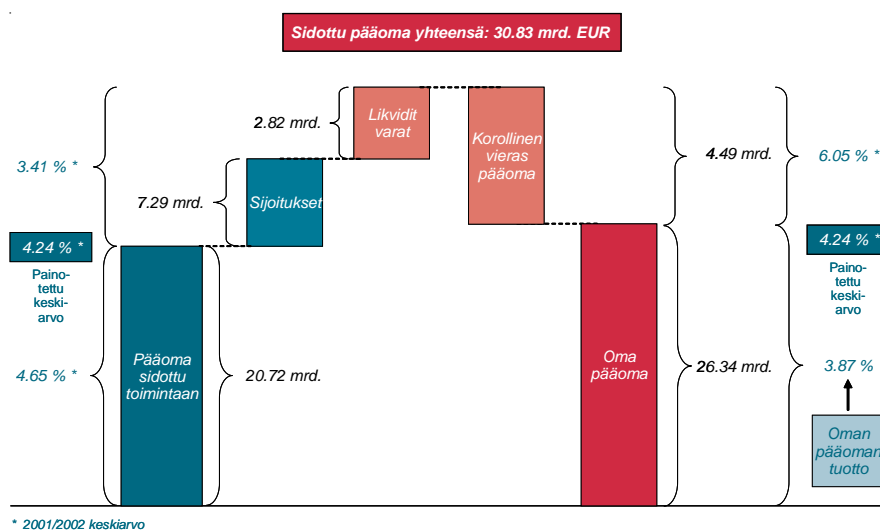 Sidottu pääoma yhteensä: 30.83 mrd. EUR
Likvidit
varat
2.82 mrd.
Korollinen
vieras
pääoma
4.49 mrd.
3.41 % *
6.05 % *
7.29 mrd.
Sijoitukset
4.24 % *
Paino-
tettu
keski-
arvo
4.24 % *
Paino-
tettu
keski-
arvo
4.65 % *
Pääoma
sidottu
toimintaan
20.72 mrd.
Oma
pääoma
26.34 mrd.
3.87 %
Oman
pääoman
tuotto
* 2001/2002 keskiarvo